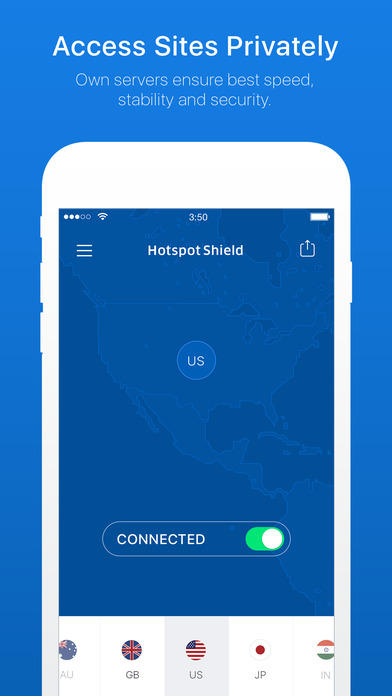 Access Sites Privately
Own servers ensure best speed,
stability and security.
3:50
Hotspot Shield
US
CONNECTED
AU GB US JP IN